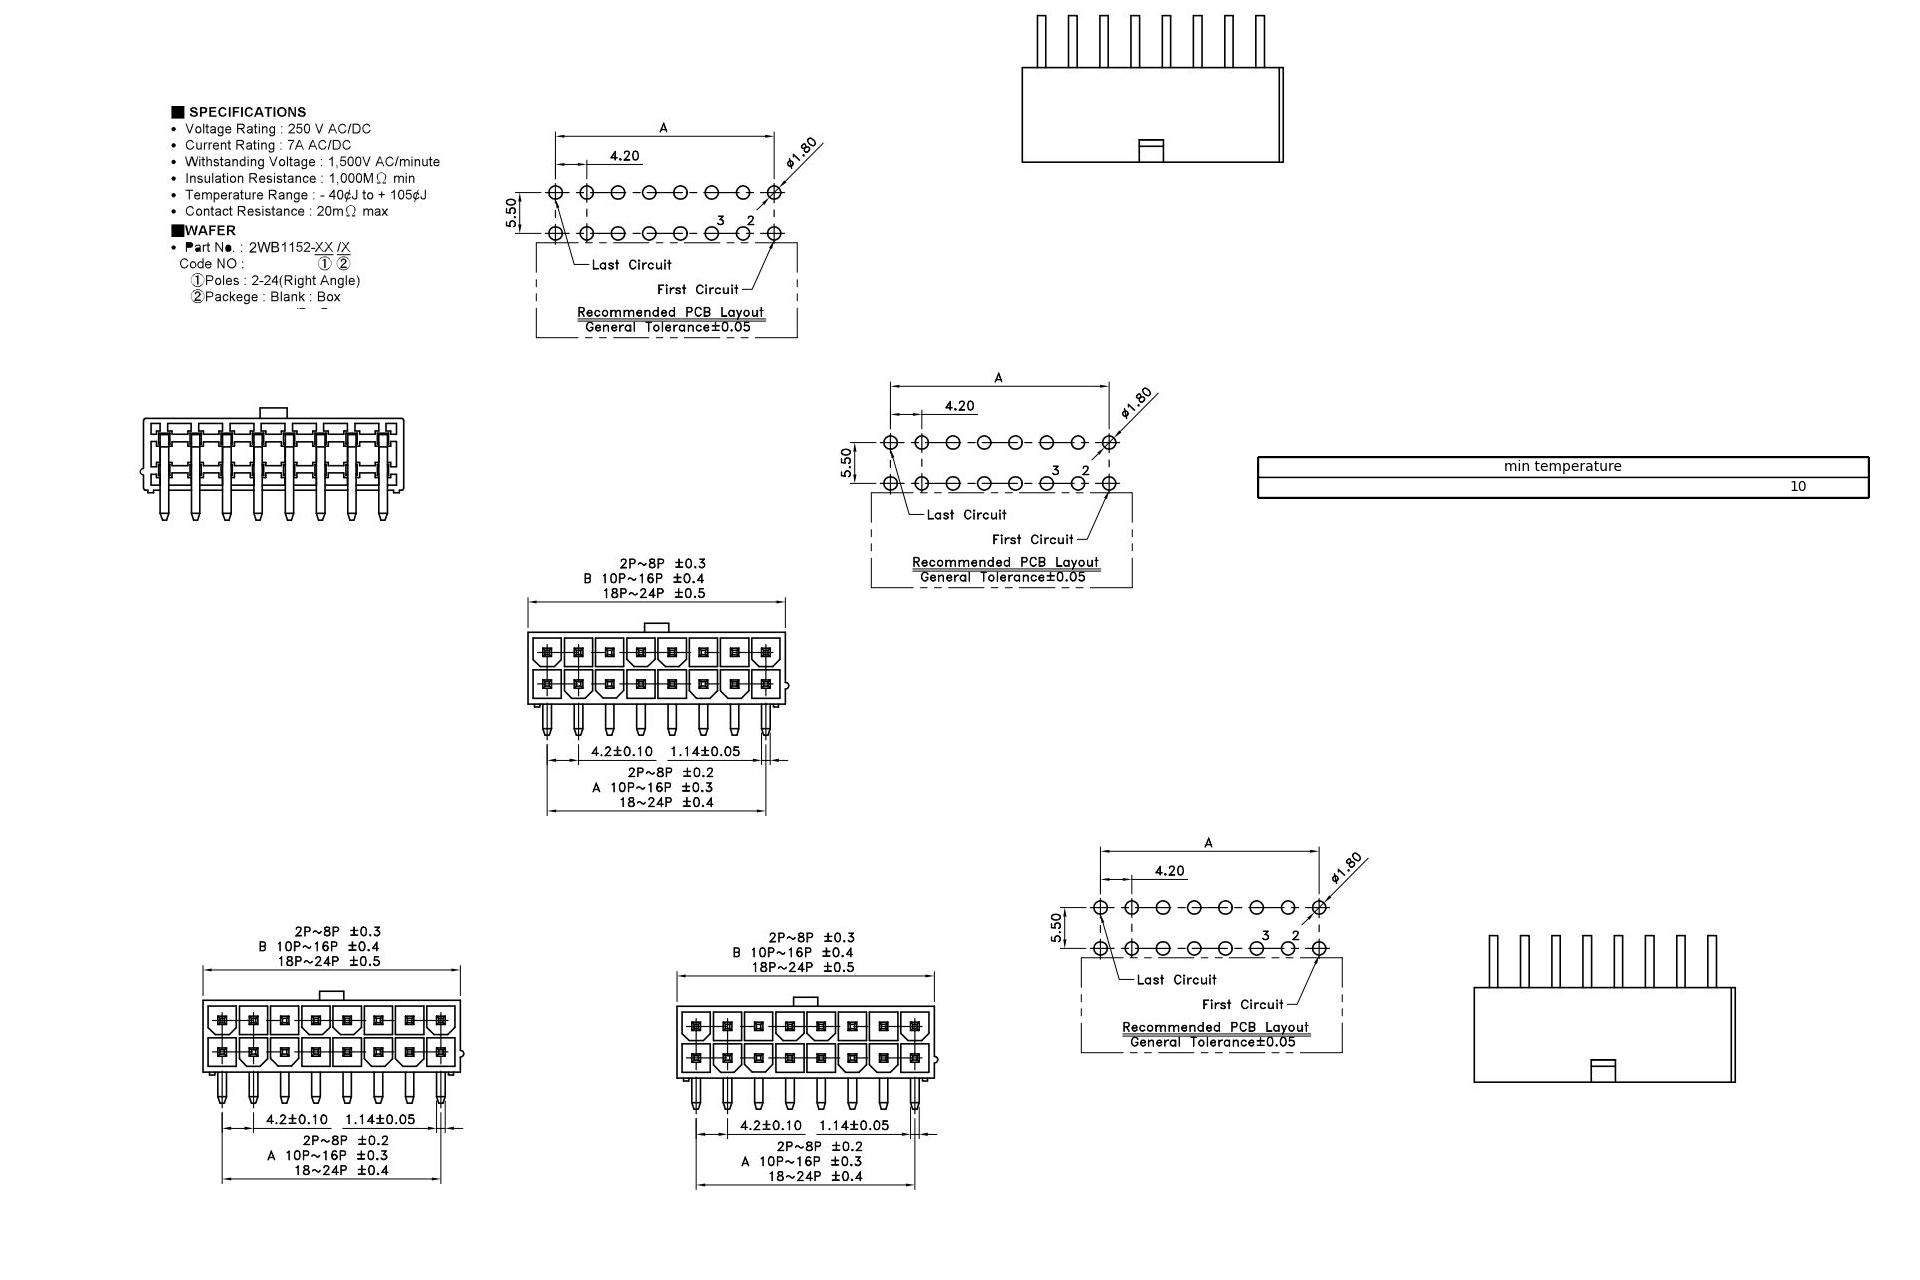 ■ SPECIFICATIONS
• Voltage Rating : 250 V AC/DC
• Current Rating : 7A AC/DC
• Withstanding Voltage : 1,500V AC/minute
• Insulation Resistance : 1,000MΩ min
• Temperature Range : - 40¢J to + 105¢J
• Contact Resistance : 20mΩ max
■WAFER
• Part No. : 2WB1152-XX /X
Code NO : ① ②
①Poles : 2-24(Right Angle)
②Packege : Blank : Box
A
4.20
ø1.80
5.50
3 2
Last Circuit
First Circuit
Recommended PCB Layout
General Tolerance±0.05
A
4.20
ø1.80
5.50
3 2
Last Circuit
First Circuit
Recommended PCB Layout
General Tolerance±0.05
min temperature
10
2P~8P ±0.3
B 10P~16P ±0.4
18P~24P ±0.5
4.2±0.10 1.14±0.05
2P~8P ±0.2
A 10P~16P ±0.3
18~24P ±0.4
A
4.20
ø1.80
5.50
3 2
Last Circuit
First Circuit
Recommended PCB Layout
General Tolerance±0.05
2P~8P ±0.3
B 10P~16P ±0.4
18P~24P ±0.5
4.2±0.10 1.14±0.05
2P~8P ±0.2
A 10P~16P ±0.3
18~24P ±0.4
2P~8P ±0.3
B 10P~16P ±0.4
18P~24P ±0.5
4.2±0.10 1.14±0.05
2P~8P ±0.2
A 10P~16P ±0.3
18~24P ±0.4